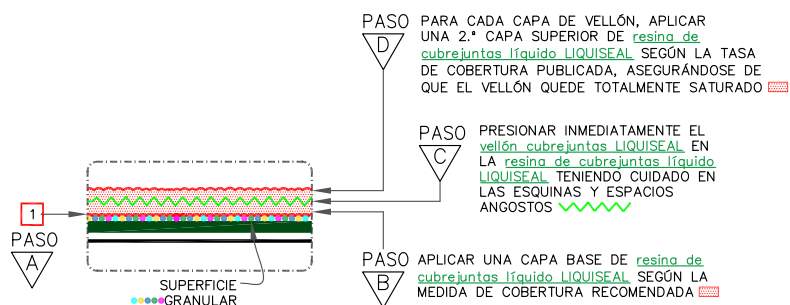 PASO
D
PARA CADA CAPA DE VELLÓN, APLICAR
UNA 2.ª CAPA SUPERIOR DE resina de
cubrejuntas líquido LIQUISEAL SEGÚN LA TASA
DE COBERTURA PUBLICADA, ASEGURÁNDOSE DE
QUE EL VELLÓN QUEDE TOTALMENTE SATURADO
PASO
C
PRESIONAR INMEDIATAMENTE EL
vellón cubrejuntas LIQUISEAL EN
LA resina de cubrejuntas líquido
LIQUISEAL TENIENDO CUIDADO EN
LAS ESQUINAS Y ESPACIOS
ANGOSTOS
1
PASO
A
PASO
B
APLICAR UNA CAPA BASE DE resina de
cubrejuntas líquido LIQUISEAL SEGÚN LA
MEDIDA DE COBERTURA RECOMENDADA
SUPERFICIE
GRANULAR